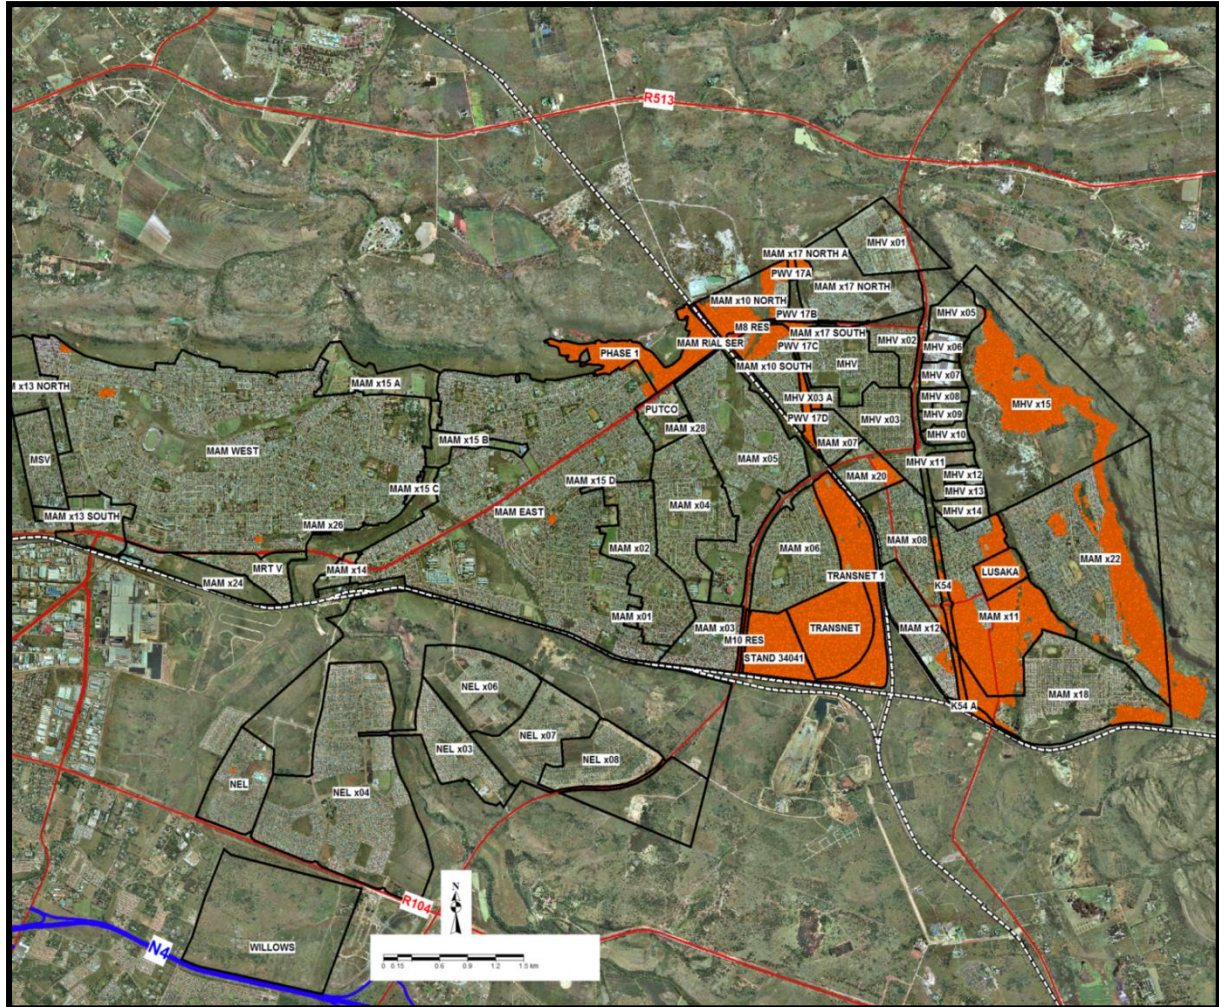 R513
MHV x01
MAM x17 NORTH A
PWV 17A
MAM x17 NORTH
MAM x10 NORTH
PWV 17B
MHV x05
M8 RES
MAM x17 SOUTH
MAM RIAL SER
PWV 17C
MHV x02
MHV x06
PHASE 1
MAM x10 SOUTH
MHV
MHV x07
M x13 NORTH
MAM x15 A
MHV X03 A
MHV x08
MHV x15
PUTCO
MHV x09
PWV 17D
MHV x03
MAM x28
MHV x10
MAM x15 B
MAM x07
MAM WEST
MSV
MAM x05
MHV x11
MAM x20
MHV x12
MAM x15 D
MAM x15 C
MHV x13
MAM x04
MAM EAST
MHV x14
MAM x13 SOUTH
MAM x26
MAM x08
MAM x02
MAM x06
MAM x22
MRT V
MAM x14
LUSAKA
TRANSNET 1
MAM x24
K54
MAM x01
MAM x03
MAM x12
MAM x11
TRANSNET
M10 RES
STAND 34041
NEL x06
MAM x18
K54 A
NEL x07
NEL x03
NEL x08
NEL
NEL x04
N
R104
WILLOWS
N4
0 0.15 0.6 0.9 1.2 1.5 km